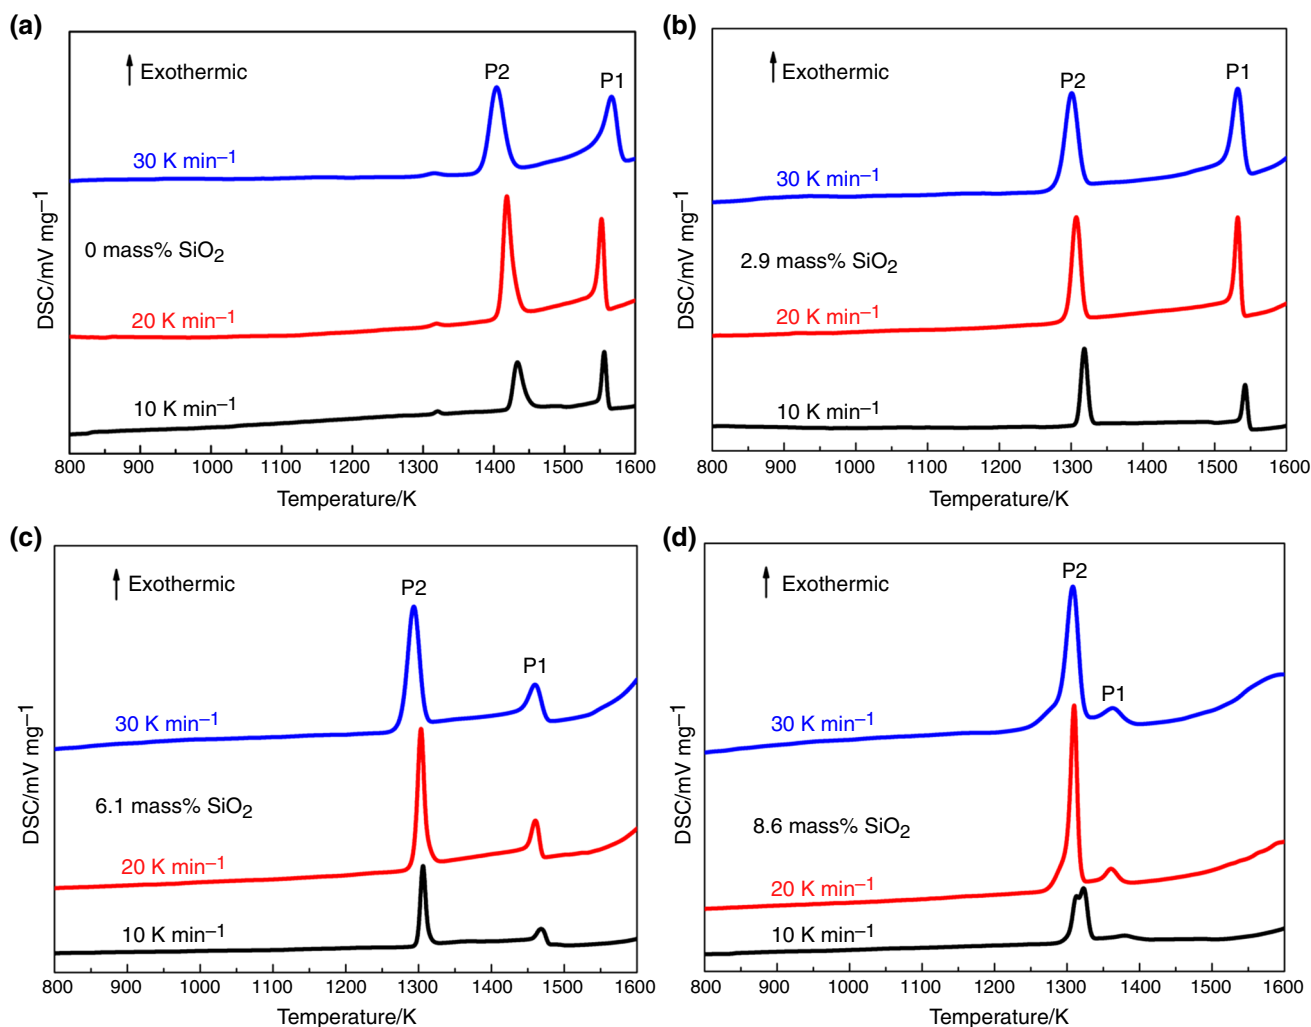 (a)
Exothermic
P2
P1
30 K min–1
0 mass% SiO2
20 K min–1
10 K min–1
DSC/mV mg–1
800 900 1000 1100 1200 1300 1400 1500 1600
Temperature/K
(b)
Exothermic
P2
P1
30 K min–1
2.9 mass% SiO2
20 K min–1
10 K min–1
DSC/mV mg–1
800 900 1000 1100 1200 1300 1400 1500 1600
Temperature/K
(c)
Exothermic
P2
P1
30 K min–1
6.1 mass% SiO2
20 K min–1
10 K min–1
DSC/mV mg–1
800 900 1000 1100 1200 1300 1400 1500 1600
Temperature/K
(d)
Exothermic
P2
P1
30 K min–1
8.6 mass% SiO2
20 K min–1
10 K min–1
DSC/mV mg–1
800 900 1000 1100 1200 1300 1400 1500 1600
Temperature/K